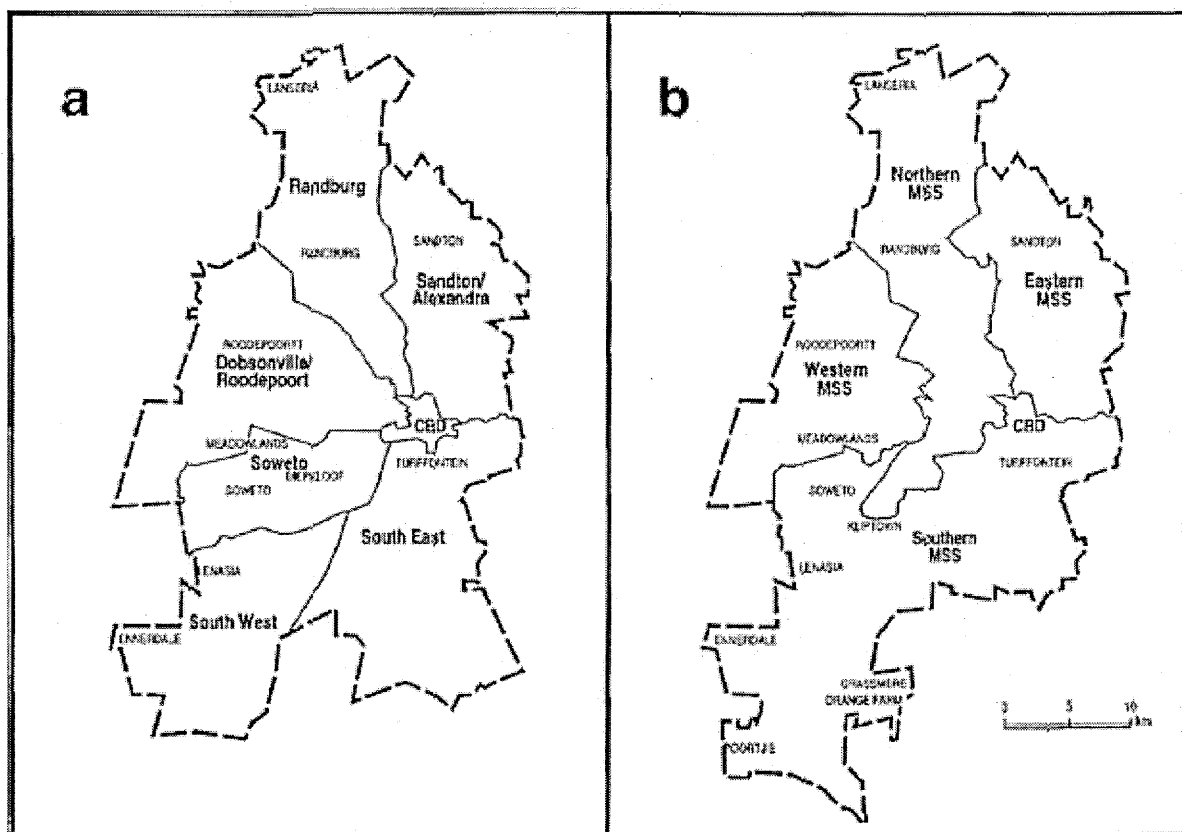 a
LANSERIA
Randburg
RANDBURG
SANDTON
Sandton/
Alexandra
ROODEPOORT
Dobsonville/
Roodepoort
CBD
MEADOWLANDS
Soweto
DIEPKLOOF
TURFFONTEIN
SOWETO
South East
LENASIA
South West
ENNERDALE
b
LANSERIA
Northern
MSS
RANDBURG
SANDTON
Eastern
MSS
ROODEPOORT
Western
MSS
CBD
MEADOWLANDS
TURFFONTEIN
SOWETO
KLIPTOWN
Southern
MSS
LENASIA
ENNERDALE
GRASSMERE
ORANGE FARM
POORTJE
0 5 10
km